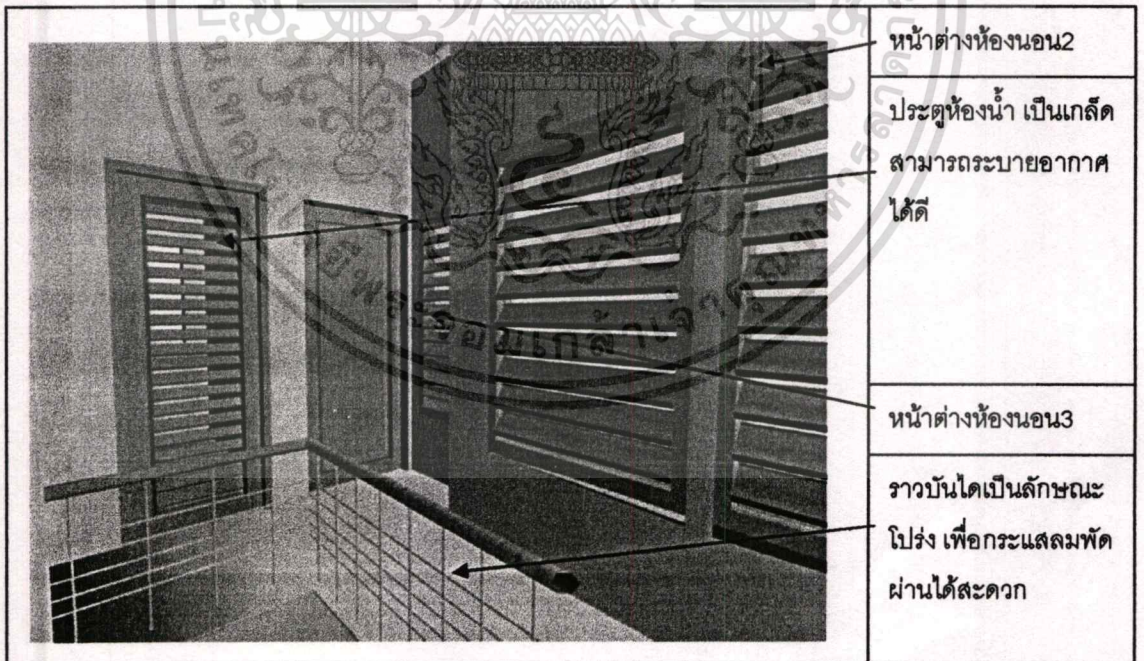 หน้าต่างห้องนอน2
ประตูห้องน้ำ เป็นเกล็ด
สามารถระบายอากาศ
ได้ดี
หน้าต่างห้องนอน3
ราวบันไดเป็นลักษณะ
โปร่ง เพื่อกระแสลมพัด
ผ่านได้สะดวก